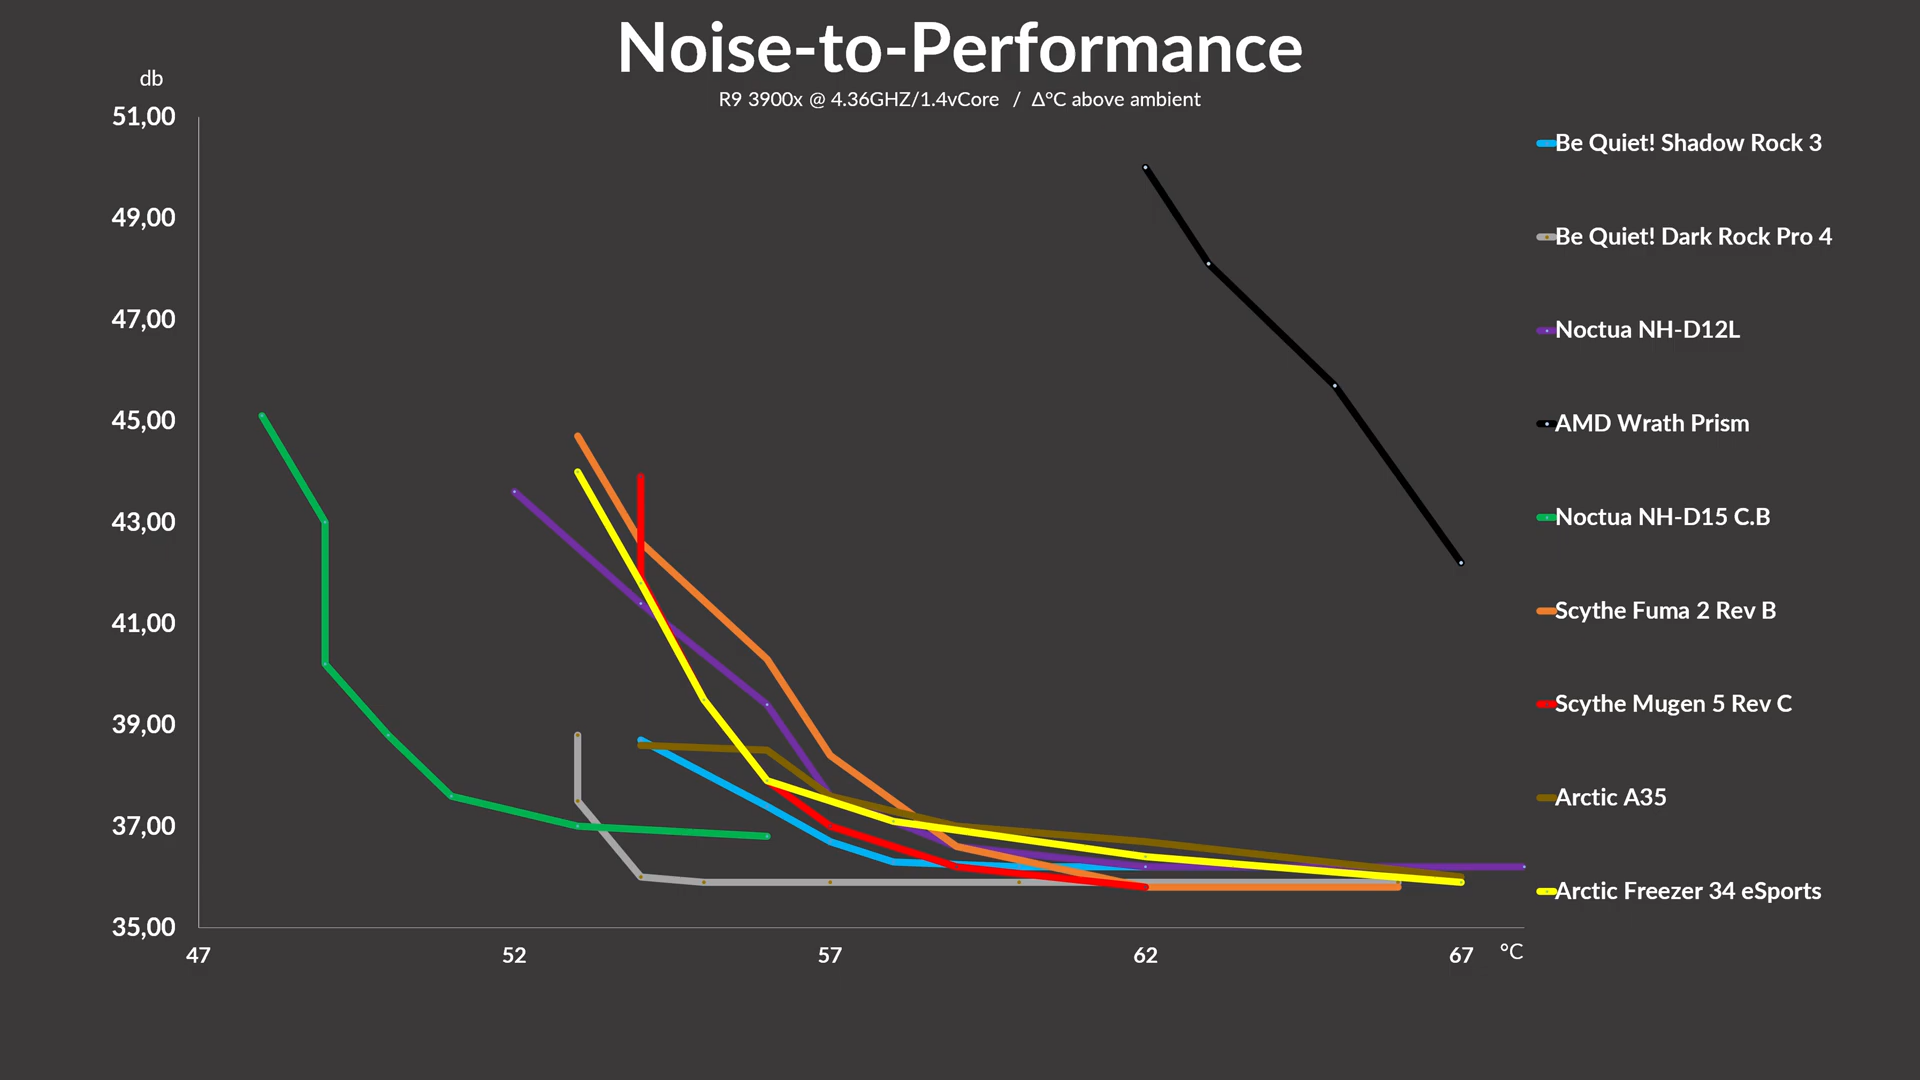 Noise-to-Performance
R9 3900x @ 4.36GHZ/1.4vCore / Δ°C above ambient
db
51,00
49,00
47,00
45,00
43,00
41,00
39,00
37,00
35,00
47 52 57 62 67 °C
Be Quiet! Shadow Rock 3
Be Quiet! Dark Rock Pro 4
Noctua NH-D12L
AMD Wrath Prism
Noctua NH-D15 C.B
Scythe Fuma 2 Rev B
Scythe Mugen 5 Rev C
Arctic A35
Arctic Freezer 34 eSports